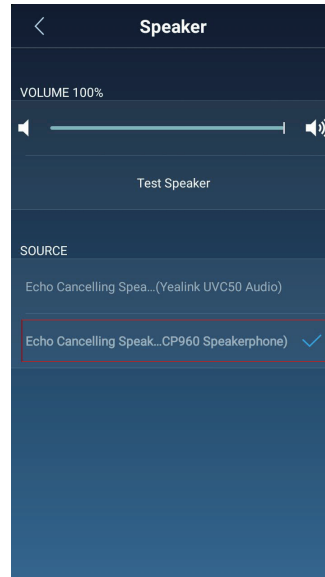 Speaker
VOLUME 100%
Test Speaker
SOURCE
Echo Cancelling Spea...(Yealink UVC50 Audio)
Echo Cancelling Speak...CP960 Speakerphone)